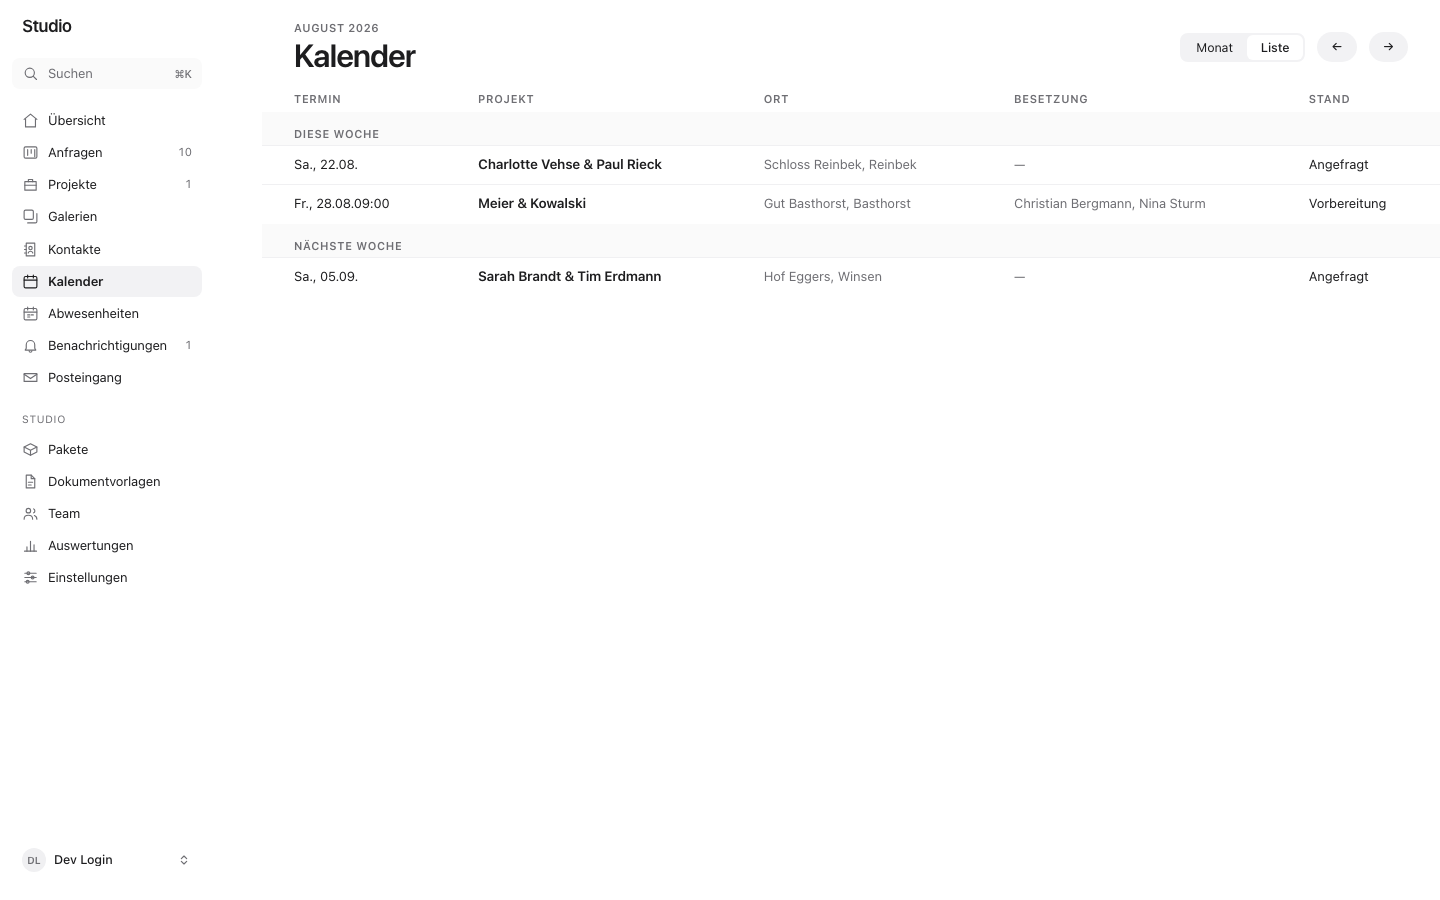 Studio
Suchen ⌘K
Übersicht
Anfragen 10
Projekte 1
Galerien
Kontakte
Kalender
Abwesenheiten
Benachrichtigungen 1
Posteingang
STUDIO
Pakete
Dokumentvorlagen
Team
Auswertungen
Einstellungen
DL Dev Login
AUGUST 2026
Kalender
Monat Liste ← →
TERMIN PROJEKT ORT BESETZUNG STAND
DIESE WOCHE
Sa., 22.08. Charlotte Vehse & Paul Rieck Schloss Reinbek, Reinbek — Angefragt
Fr., 28.08.09:00 Meier & Kowalski Gut Basthorst, Basthorst Christian Bergmann, Nina Sturm Vorbereitung
NÄCHSTE WOCHE
Sa., 05.09. Sarah Brandt & Tim Erdmann Hof Eggers, Winsen — Angefragt